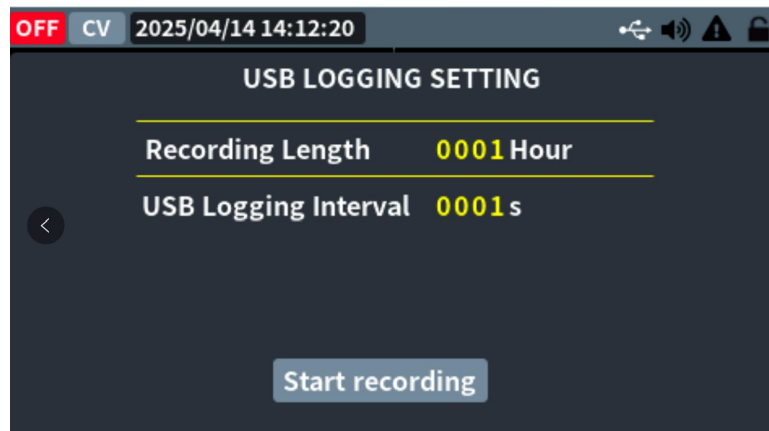 OFF CV 2025/04/14 14:12:20
USB LOGGING SETTING
Recording Length 0001 Hour
USB Logging Interval 0001 s
Start recording